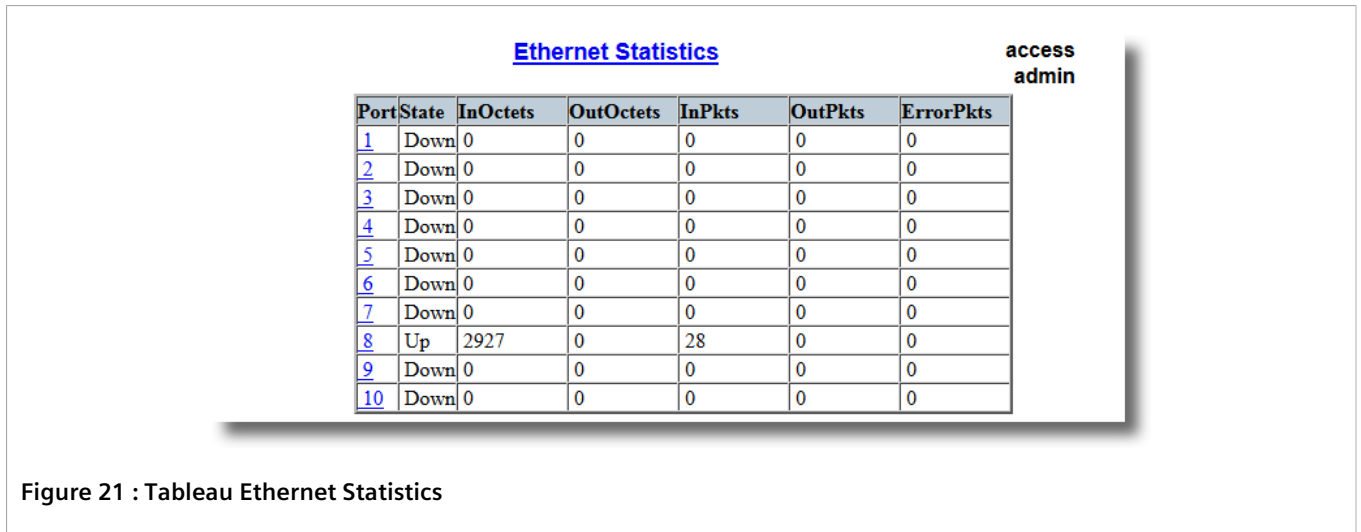 Ethernet Statistics
access
admin
Port State InOctets OutOctets InPkts OutPkts ErrorPkts
1 Down 0 0 0 0 0
2 Down 0 0 0 0 0
3 Down 0 0 0 0 0
4 Down 0 0 0 0 0
5 Down 0 0 0 0 0
6 Down 0 0 0 0 0
7 Down 0 0 0 0 0
8 Up 2927 0 28 0 0
9 Down 0 0 0 0 0
10 Down 0 0 0 0 0
Figure 21 : Tableau Ethernet Statistics